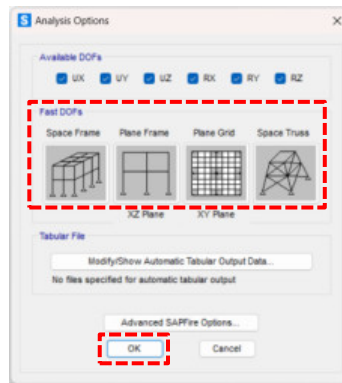 S Analysis Options
Available DOFs
UX UY UZ RX RY RZ
Fast DOFs
Space Frame Plane Frame Plane Grid Space Truss
XZ Plane XY Plane
Tabular File
Modify/Show Automatic Tabular Output Data...
No files specified for automatic tabular output
Advanced SAPFire Options...
OK Cancel